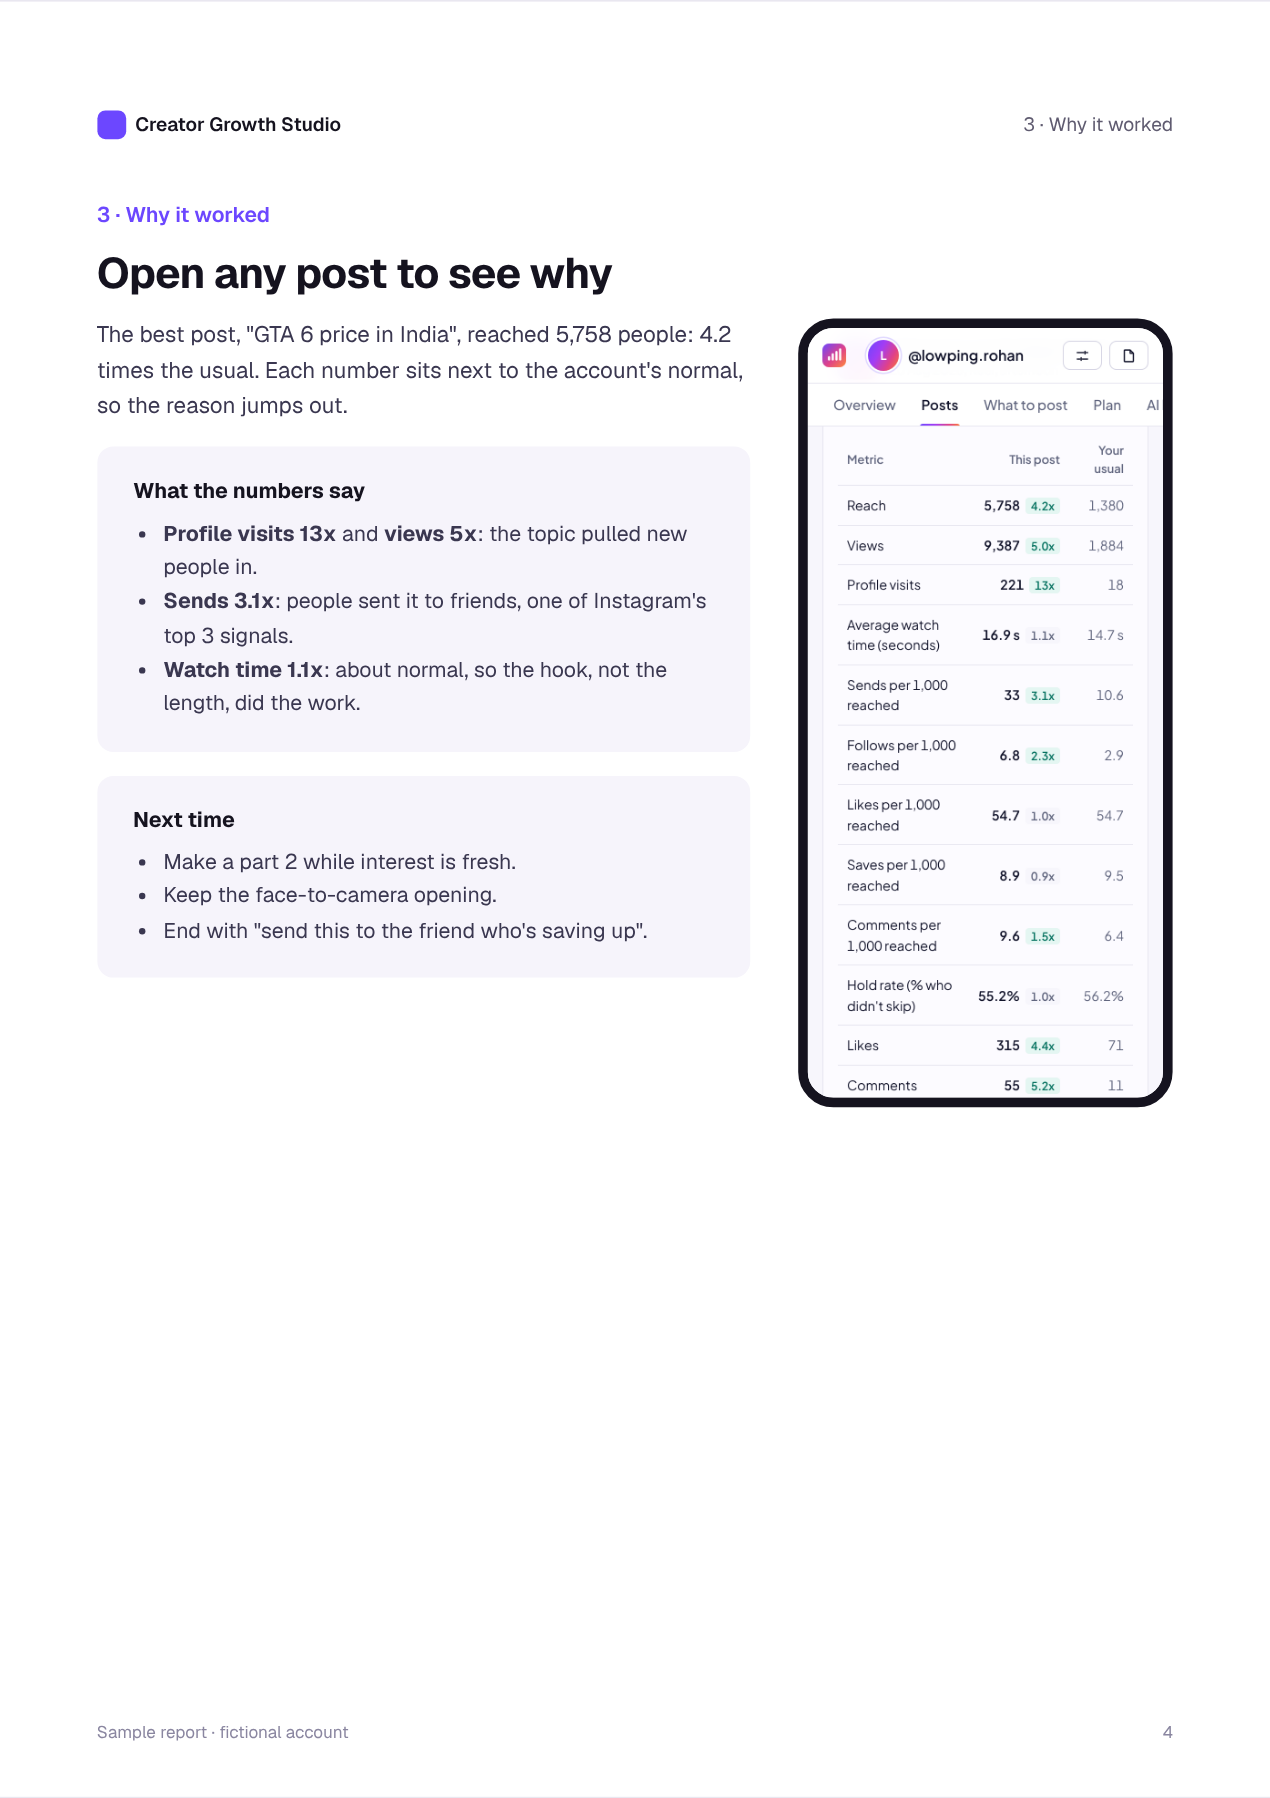 Creator Growth Studio
3 · Why it worked
3 · Why it worked
Open any post to see why
The best post, "GTA 6 price in India", reached 5,758 people: 4.2
times the usual. Each number sits next to the account's normal,
so the reason jumps out.
What the numbers say
• Profile visits 13x and views 5x: the topic pulled new
people in.
• Sends 3.1x: people sent it to friends, one of Instagram's
top 3 signals.
• Watch time 1.1x: about normal, so the hook, not the
length, did the work.
Next time
• Make a part 2 while interest is fresh.
• Keep the face-to-camera opening.
• End with "send this to the friend who's saving up".
L @lowping.rohan
Overview Posts What to post Plan AI
Metric This post Your
usual
Reach 5,758 4.2x 1,380
Views 9,387 5.0x 1,884
Profile visits 221 13x 18
Average watch
time (seconds) 16.9 s 1.1x 14.7 s
Sends per 1,000
reached 33 3.1x 10.6
Follows per 1,000
reached 6.8 2.3x 2.9
Likes per 1,000
reached 54.7 1.0x 54.7
Saves per 1,000
reached 8.9 0.9x 9.5
Comments per
1,000 reached 9.6 1.5x 6.4
Hold rate (% who
didn't skip) 55.2% 1.0x 56.2%
Likes 315 4.4x 71
Comments 55 5.2x 11
Sample report · fictional account
4